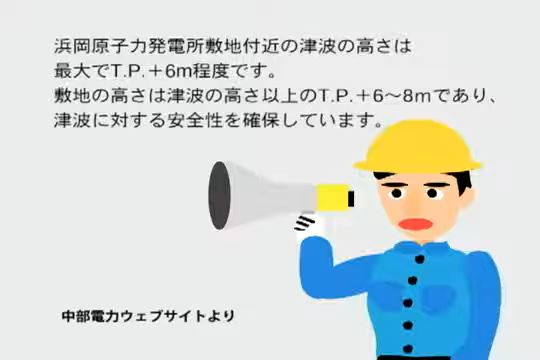 浜岡原子力発電所敷地付近の津波の高さは
最大でT.P.＋6m程度です。
敷地の高さは津波の高さ以上のT.P.＋6〜8mであり、
津波に対する安全性を確保しています。
中部電力ウェブサイトより